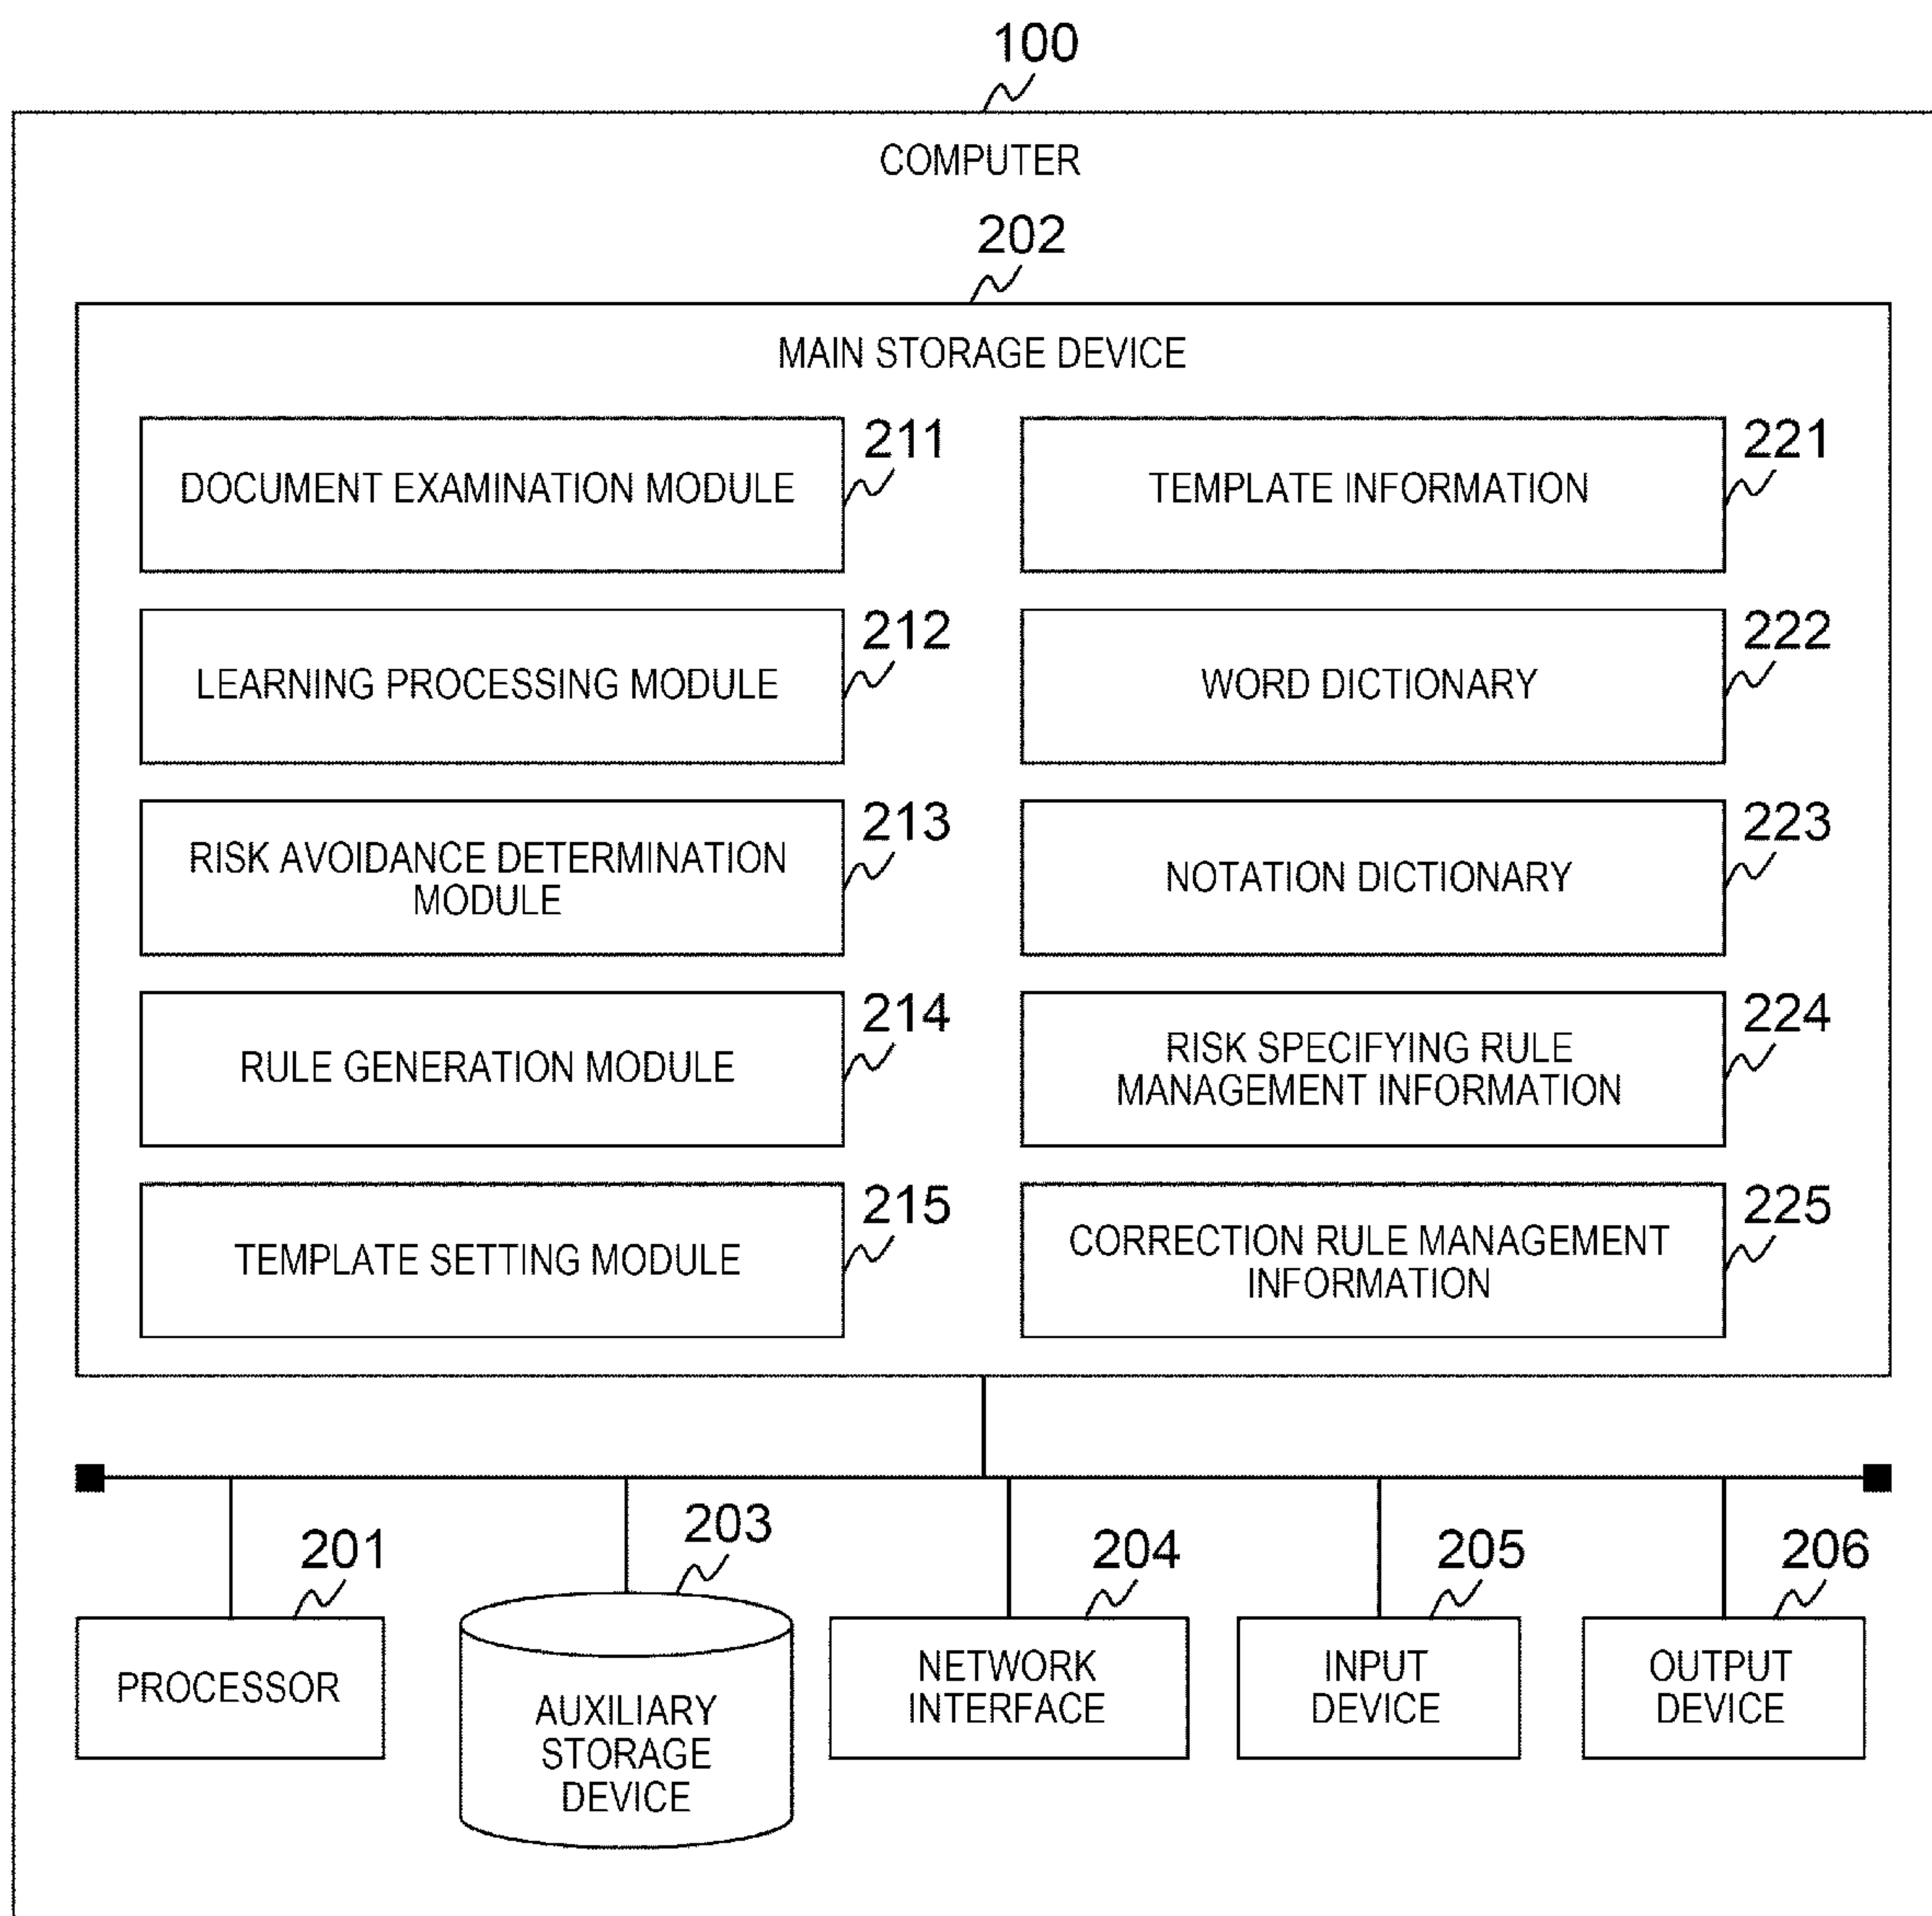 100
COMPUTER
202
MAIN STORAGE DEVICE
211
DOCUMENT EXAMINATION MODULE
221
TEMPLATE INFORMATION
212
LEARNING PROCESSING MODULE
222
WORD DICTIONARY
213
RISK AVOIDANCE DETERMINATION
MODULE
223
NOTATION DICTIONARY
214
RULE GENERATION MODULE
224
RISK SPECIFYING RULE
MANAGEMENT INFORMATION
215
TEMPLATE SETTING MODULE
225
CORRECTION RULE MANAGEMENT
INFORMATION
201
PROCESSOR
203
AUXILIARY
STORAGE
DEVICE
204
NETWORK
INTERFACE
205
INPUT
DEVICE
206
OUTPUT
DEVICE